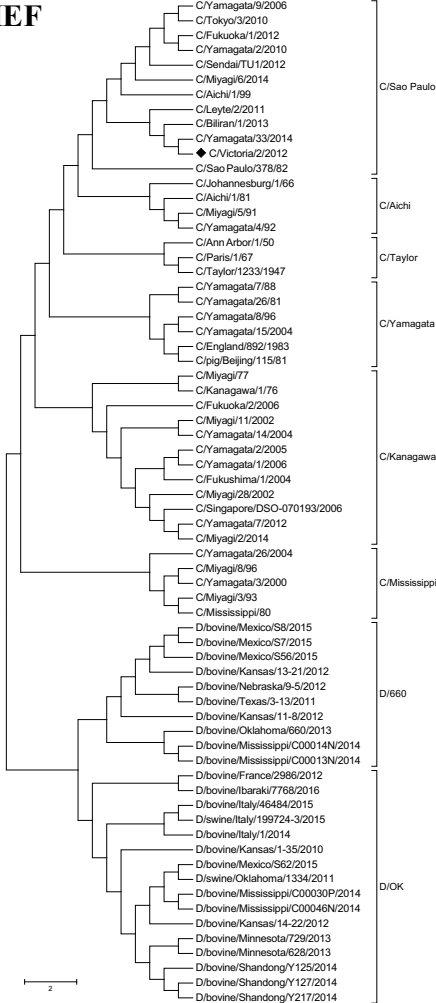 HEF
C/Yamagata/9/2006
C/Tokyo/3/2010
C/Fukuoka/1/2012
C/Yamagata/2/2010
C/Sendai/TU1/2012
C/Miyagi/6/2014
C/Aichi/1/99
C/Leyte/2/2011
C/Biliran/1/2013
C/Yamagata/33/2014
C/Victoria/2/2012
C/Sao Paulo/378/82
C/Sao Paulo
C/Johannesburg/1/66
C/Aichi/1/81
C/Miyagi/5/91
C/Yamagata/4/92
C/Aichi
C/Ann Arbor/1/50
C/Paris/1/67
C/Taylor/1233/1947
C/Taylor
C/Yamagata/7/88
C/Yamagata/26/81
C/Yamagata/8/96
C/Yamagata/15/2004
C/England/892/1983
C/pig/Beijing/115/81
C/Yamagata
C/Miyagi/77
C/Kanagawa/1/76
C/Fukuoka/2/2006
C/Miyagi/11/2002
C/Yamagata/14/2004
C/Yamagata/2/2005
C/Yamagata/1/2006
C/Fukushima/1/2004
C/Miyagi/28/2002
C/Singapore/DSO-070193/2006
C/Yamagata/7/2012
C/Miyagi/2/2014
C/Kanagawa
C/Yamagata/26/2004
C/Miyagi/8/96
C/Yamagata/3/2000
C/Miyagi/3/93
C/Mississippi/80
C/Mississippi
D/bovine/Mexico/S8/2015
D/bovine/Mexico/S7/2015
D/bovine/Mexico/S56/2015
D/bovine/Kansas/13-21/2012
D/bovine/Nebraska/9-5/2012
D/bovine/Texas/3-13/2011
D/bovine/Kansas/11-8/2012
D/bovine/Oklahoma/660/2013
D/bovine/Mississippi/C00014N/2014
D/bovine/Mississippi/C00013N/2014
D/660
D/bovine/France/2986/2012
D/bovine/Ibaraki/7768/2016
D/bovine/Italy/46484/2015
D/swine/Italy/199724-3/2015
D/bovine/Italy/1/2014
D/bovine/Kansas/1-35/2010
D/bovine/Mexico/S62/2015
D/swine/Oklahoma/1334/2011
D/bovine/Mississippi/C00030P/2014
D/bovine/Mississippi/C00046N/2014
D/bovine/Kansas/14-22/2012
D/bovine/Minnesota/729/2013
D/bovine/Minnesota/628/2013
D/bovine/Shandong/Y125/2014
D/bovine/Shandong/Y127/2014
D/bovine/Shandong/Y217/2014
D/OK
2